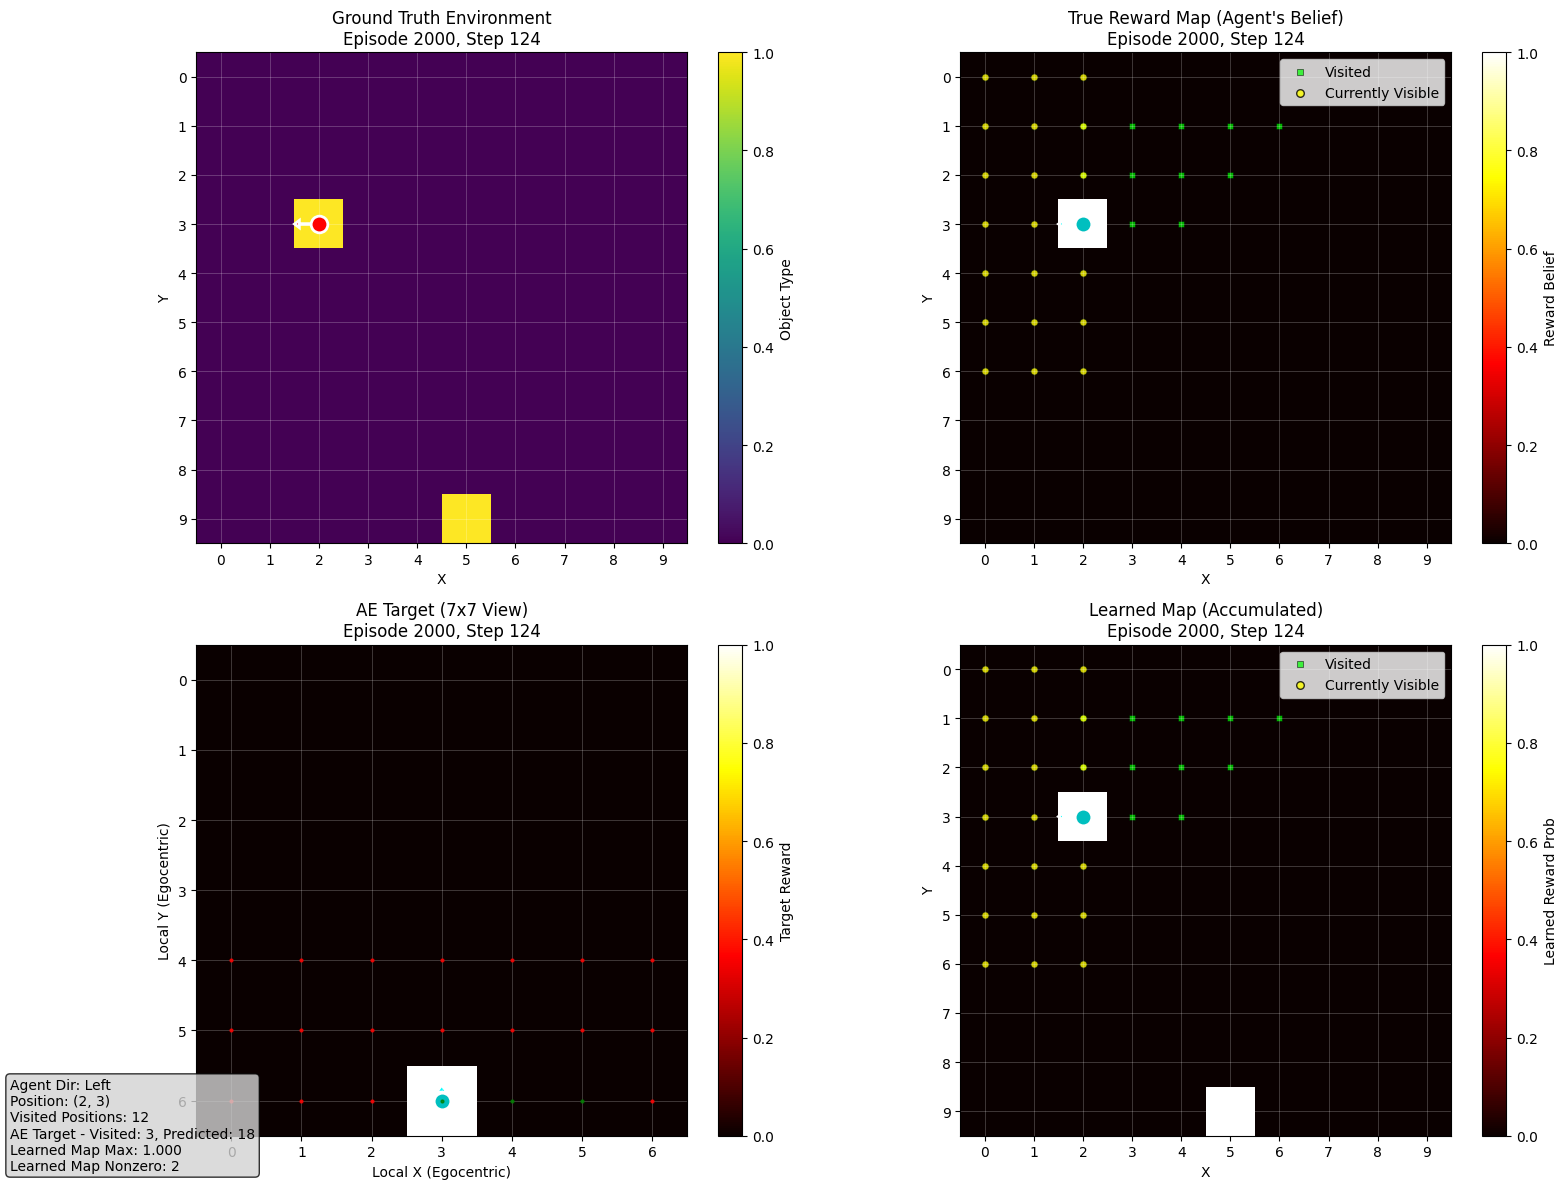 Ground Truth Environment
Episode 2000, Step 124
0
1
2
3
4
5
6
7
8
9
Y
0 1 2 3 4 5 6 7 8 9
X
1.0
0.8
0.6
0.4
0.2
0.0
Object Type
True Reward Map (Agent's Belief)
Episode 2000, Step 124
Visited
Currently Visible
0
1
2
3
4
5
6
7
8
9
Y
0 1 2 3 4 5 6 7 8 9
X
1.0
0.8
0.6
0.4
0.2
0.0
Reward Belief
AE Target (7x7 View)
Episode 2000, Step 124
0
1
2
3
4
5
6
Local Y (Egocentric)
0 1 2 3 4 5 6
Local X (Egocentric)
1.0
0.8
0.6
0.4
0.2
0.0
Target Reward
Agent Dir: Left
Position: (2, 3)
Visited Positions: 12
AE Target - Visited: 3, Predicted: 18
Learned Map Max: 1.000
Learned Map Nonzero: 2
Learned Map (Accumulated)
Episode 2000, Step 124
Visited
Currently Visible
0
1
2
3
4
5
6
7
8
9
Y
0 1 2 3 4 5 6 7 8 9
X
1.0
0.8
0.6
0.4
0.2
0.0
Learned Reward Prob